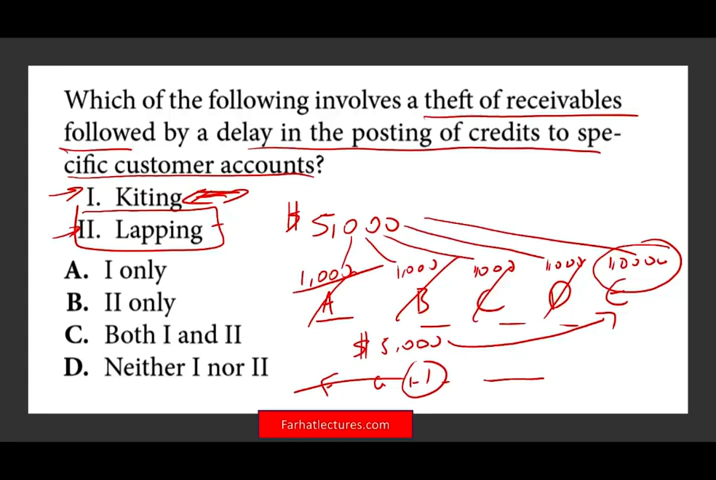 Which of the following involves a theft of receivables
followed by a delay in the posting of credits to spe-
cific customer accounts?
I. Kiting
II. Lapping
$ 5,000
A. I only
1,000 1,000 1,000 1,000 1,0000
B. II only
A B C D E
C. Both I and II
$ 5,000
D. Neither I nor II
F G H
Farhatlectures.com